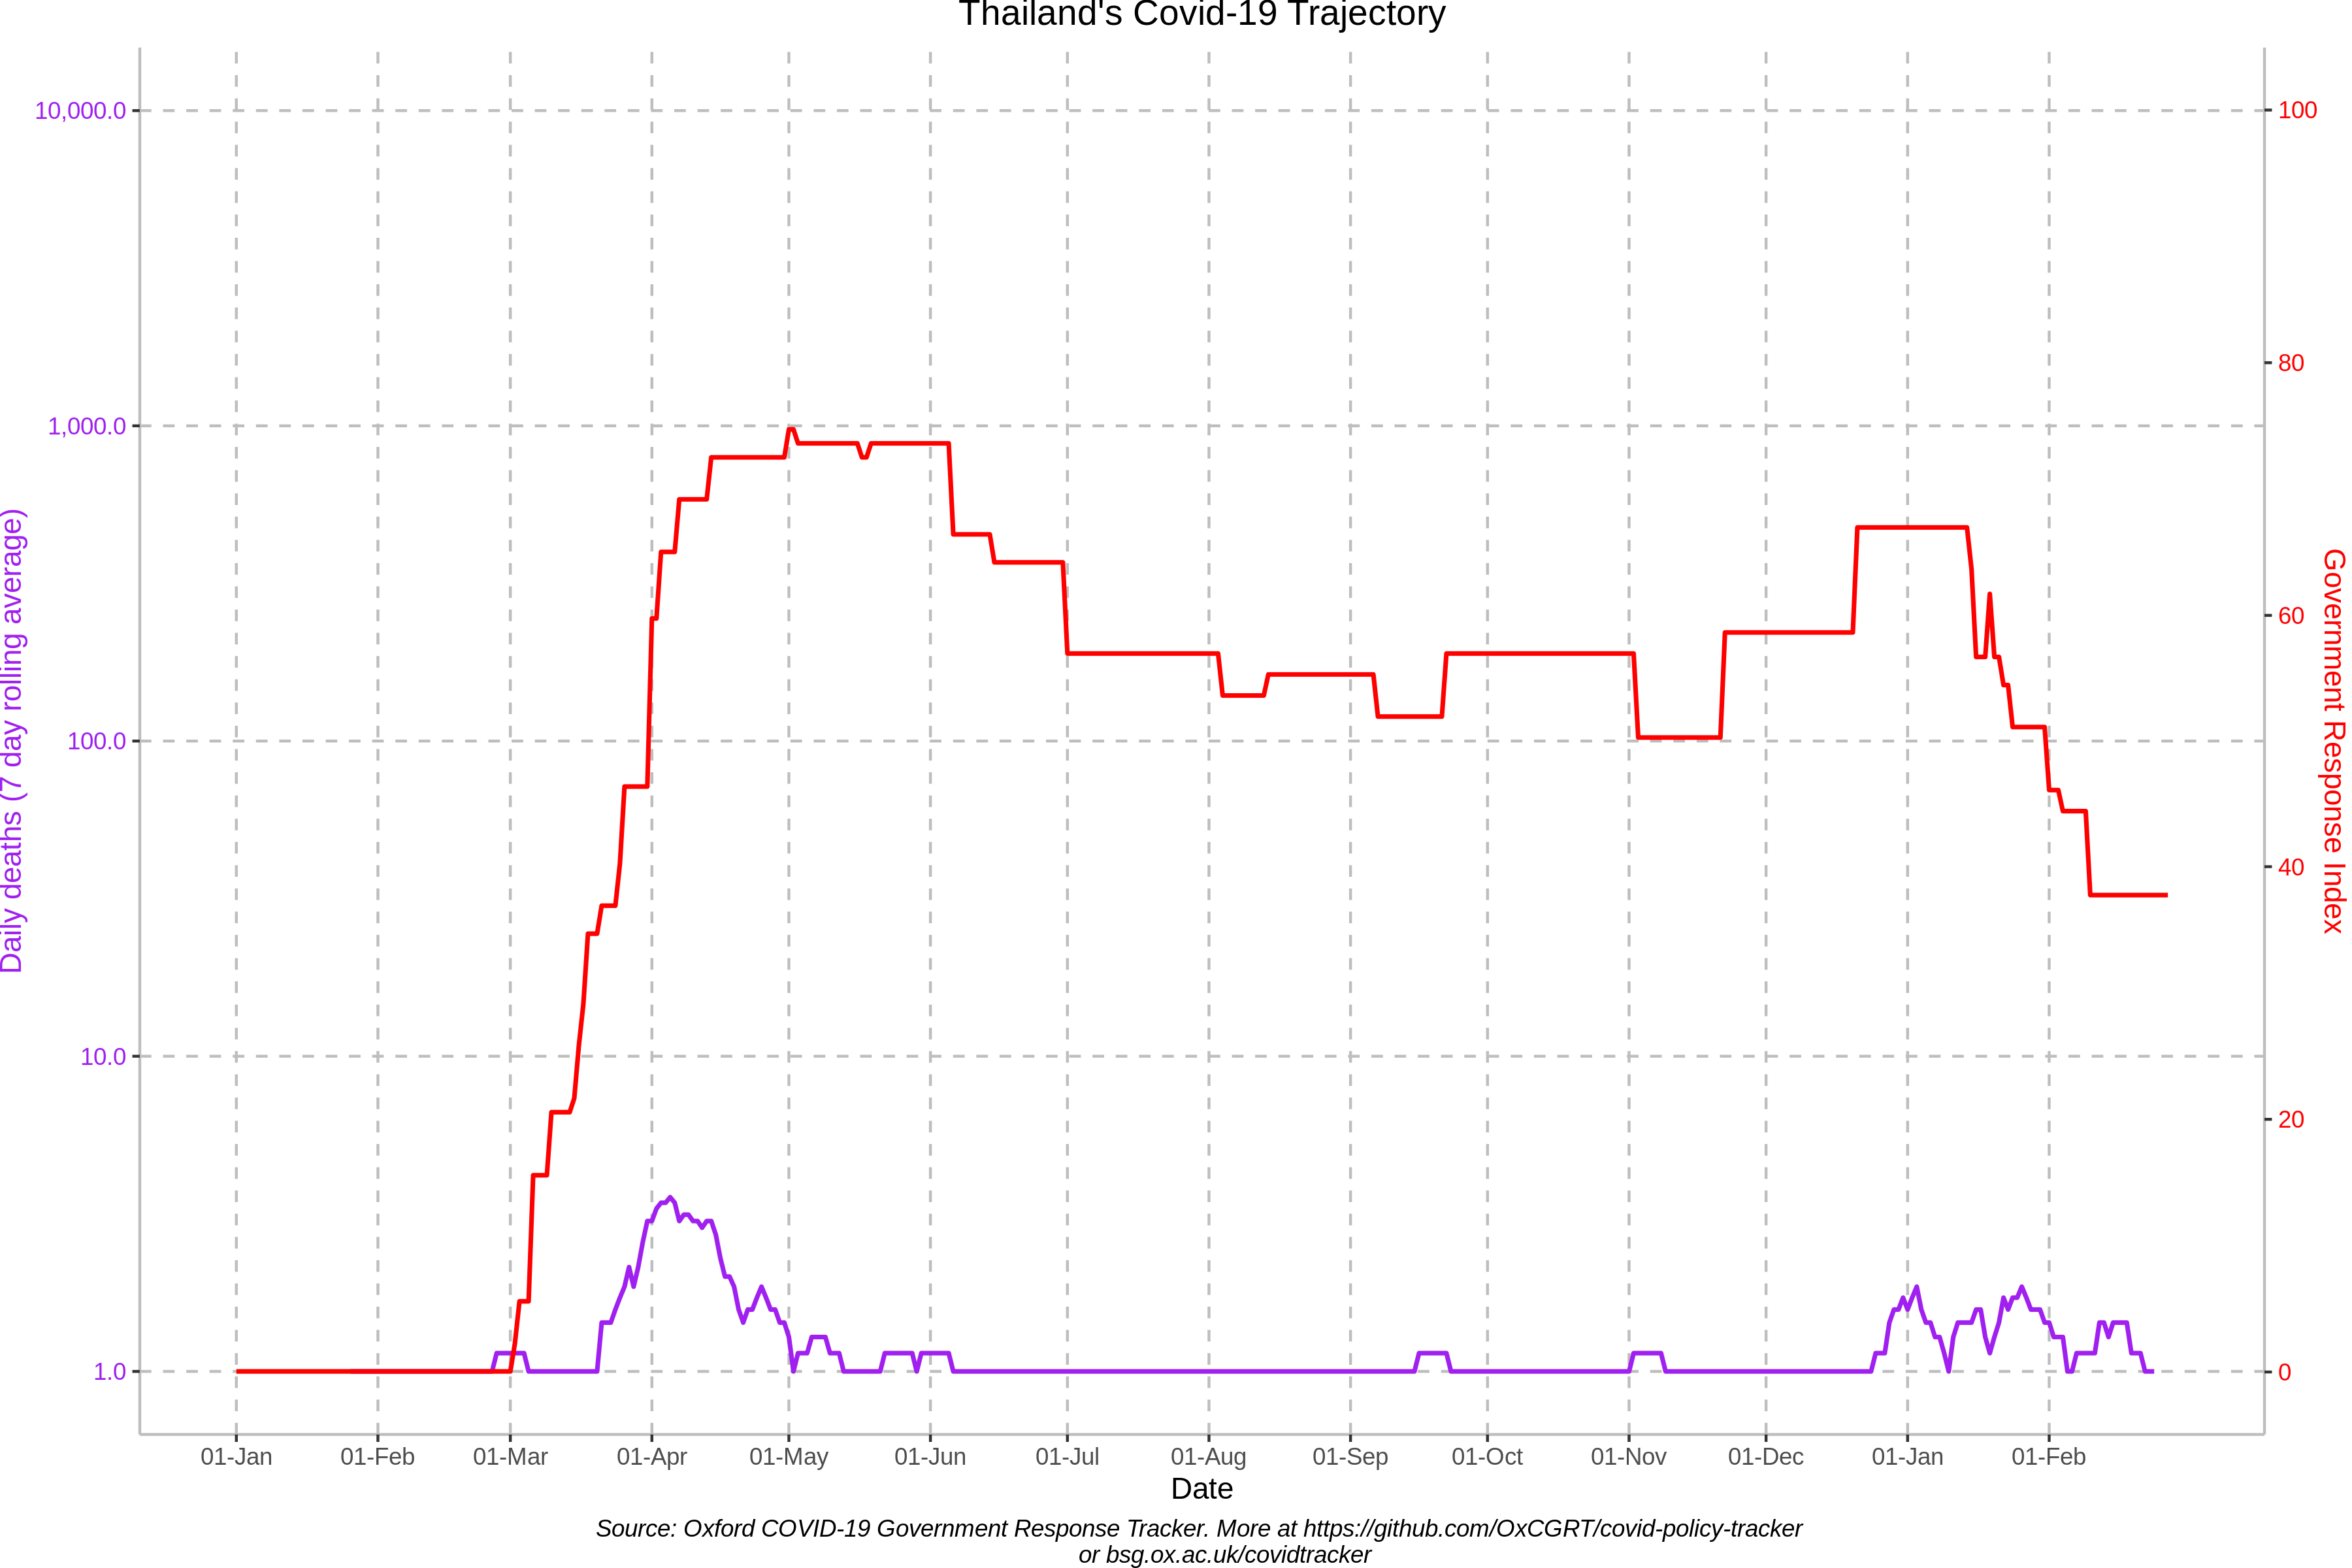 Thailand's Covid-19 Trajectory
10,000.0
1,000.0
100.0
10.0
1.0
Daily deaths (7 day rolling average)
100
80
60
40
20
0
Government Response Index
01-Jan 01-Feb 01-Mar 01-Apr 01-May 01-Jun 01-Jul 01-Aug 01-Sep 01-Oct 01-Nov 01-Dec 01-Jan 01-Feb
Date
Source: Oxford COVID-19 Government Response Tracker. More at https://github.com/OxCGRT/covid-policy-tracker
or bsg.ox.ac.uk/covidtracker